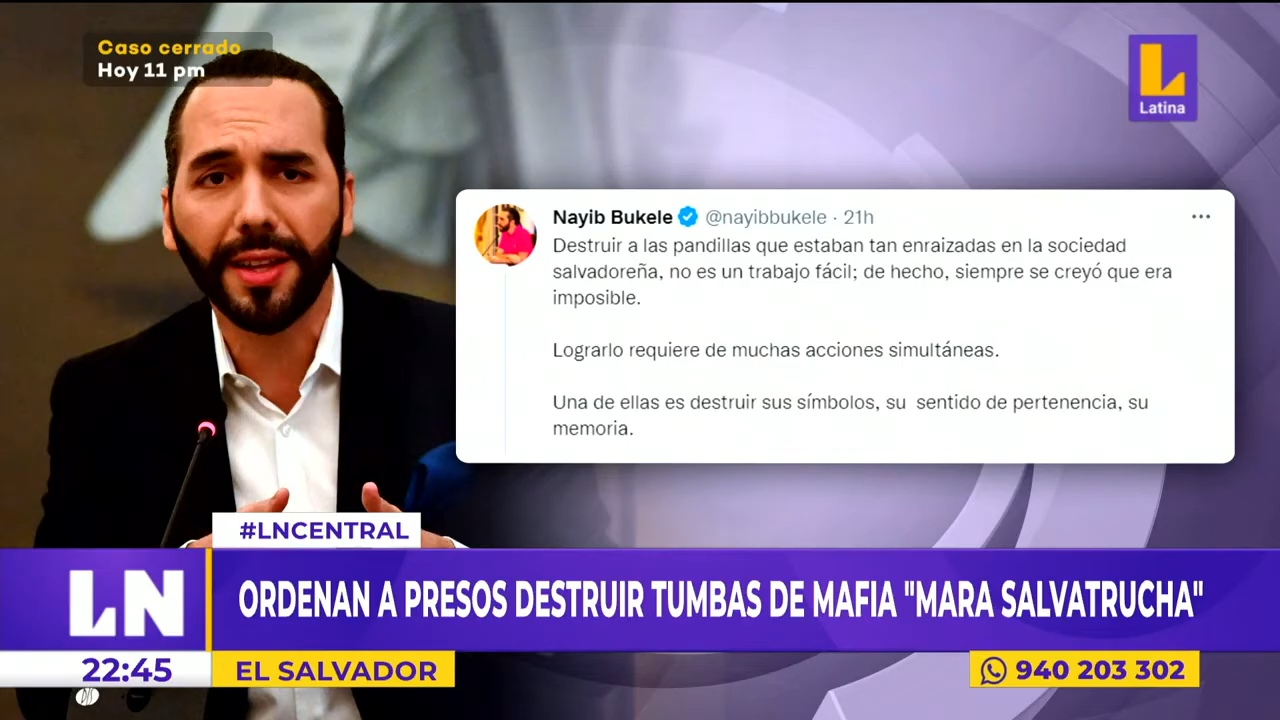 Caso cerrado
Hoy 11 pm
Latina
Nayib Bukele @nayibbukele · 21h
Destruir a las pandillas que estaban tan enraizadas en la sociedad
salvadoreña, no es un trabajo fácil; de hecho, siempre se creyó que era
imposible.
Lograrlo requiere de muchas acciones simultáneas.
Una de ellas es destruir sus símbolos, su sentido de pertenencia, su
memoria.
#LNCENTRAL
LN
ORDENAN A PRESOS DESTRUIR TUMBAS DE MAFIA "MARA SALVATRUCHA"
22:45
EL SALVADOR
940 203 302